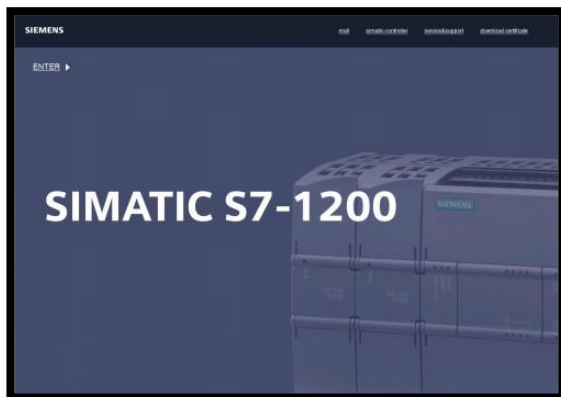 SIEMENS
mail simatic controller service&support download certificate
ENTER
SIMATIC S7-1200
SIEMENS